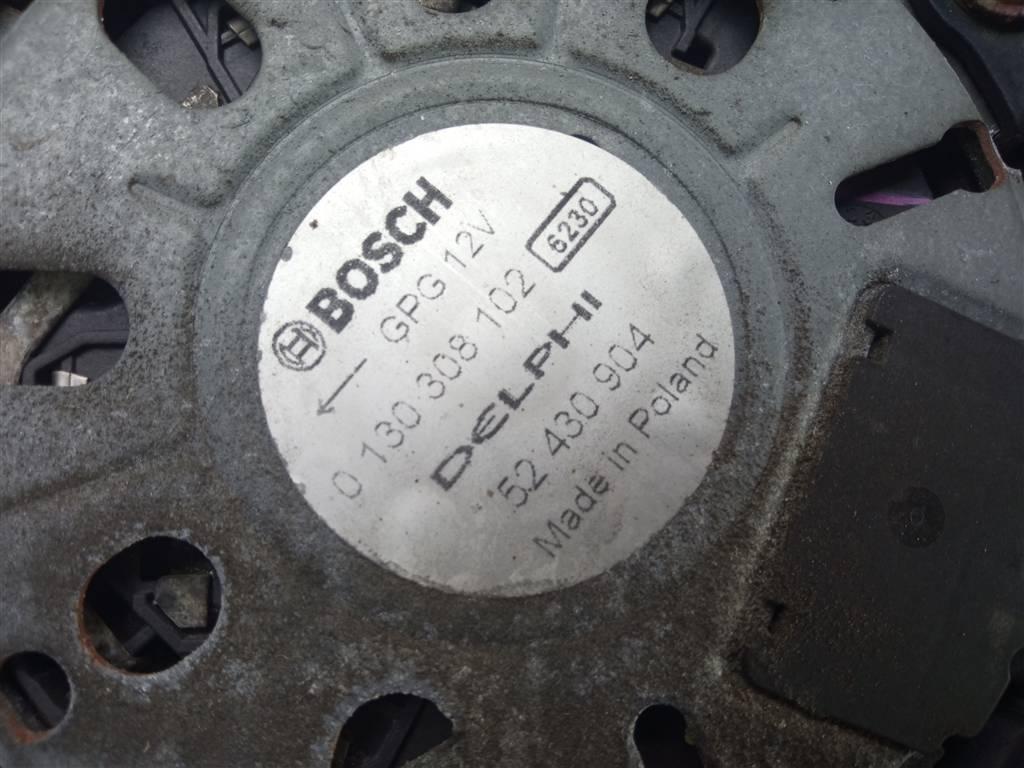 BOSCH
GPG 12V
0 130 308 102
6230
DELPHI
52 430 904
Made in Poland